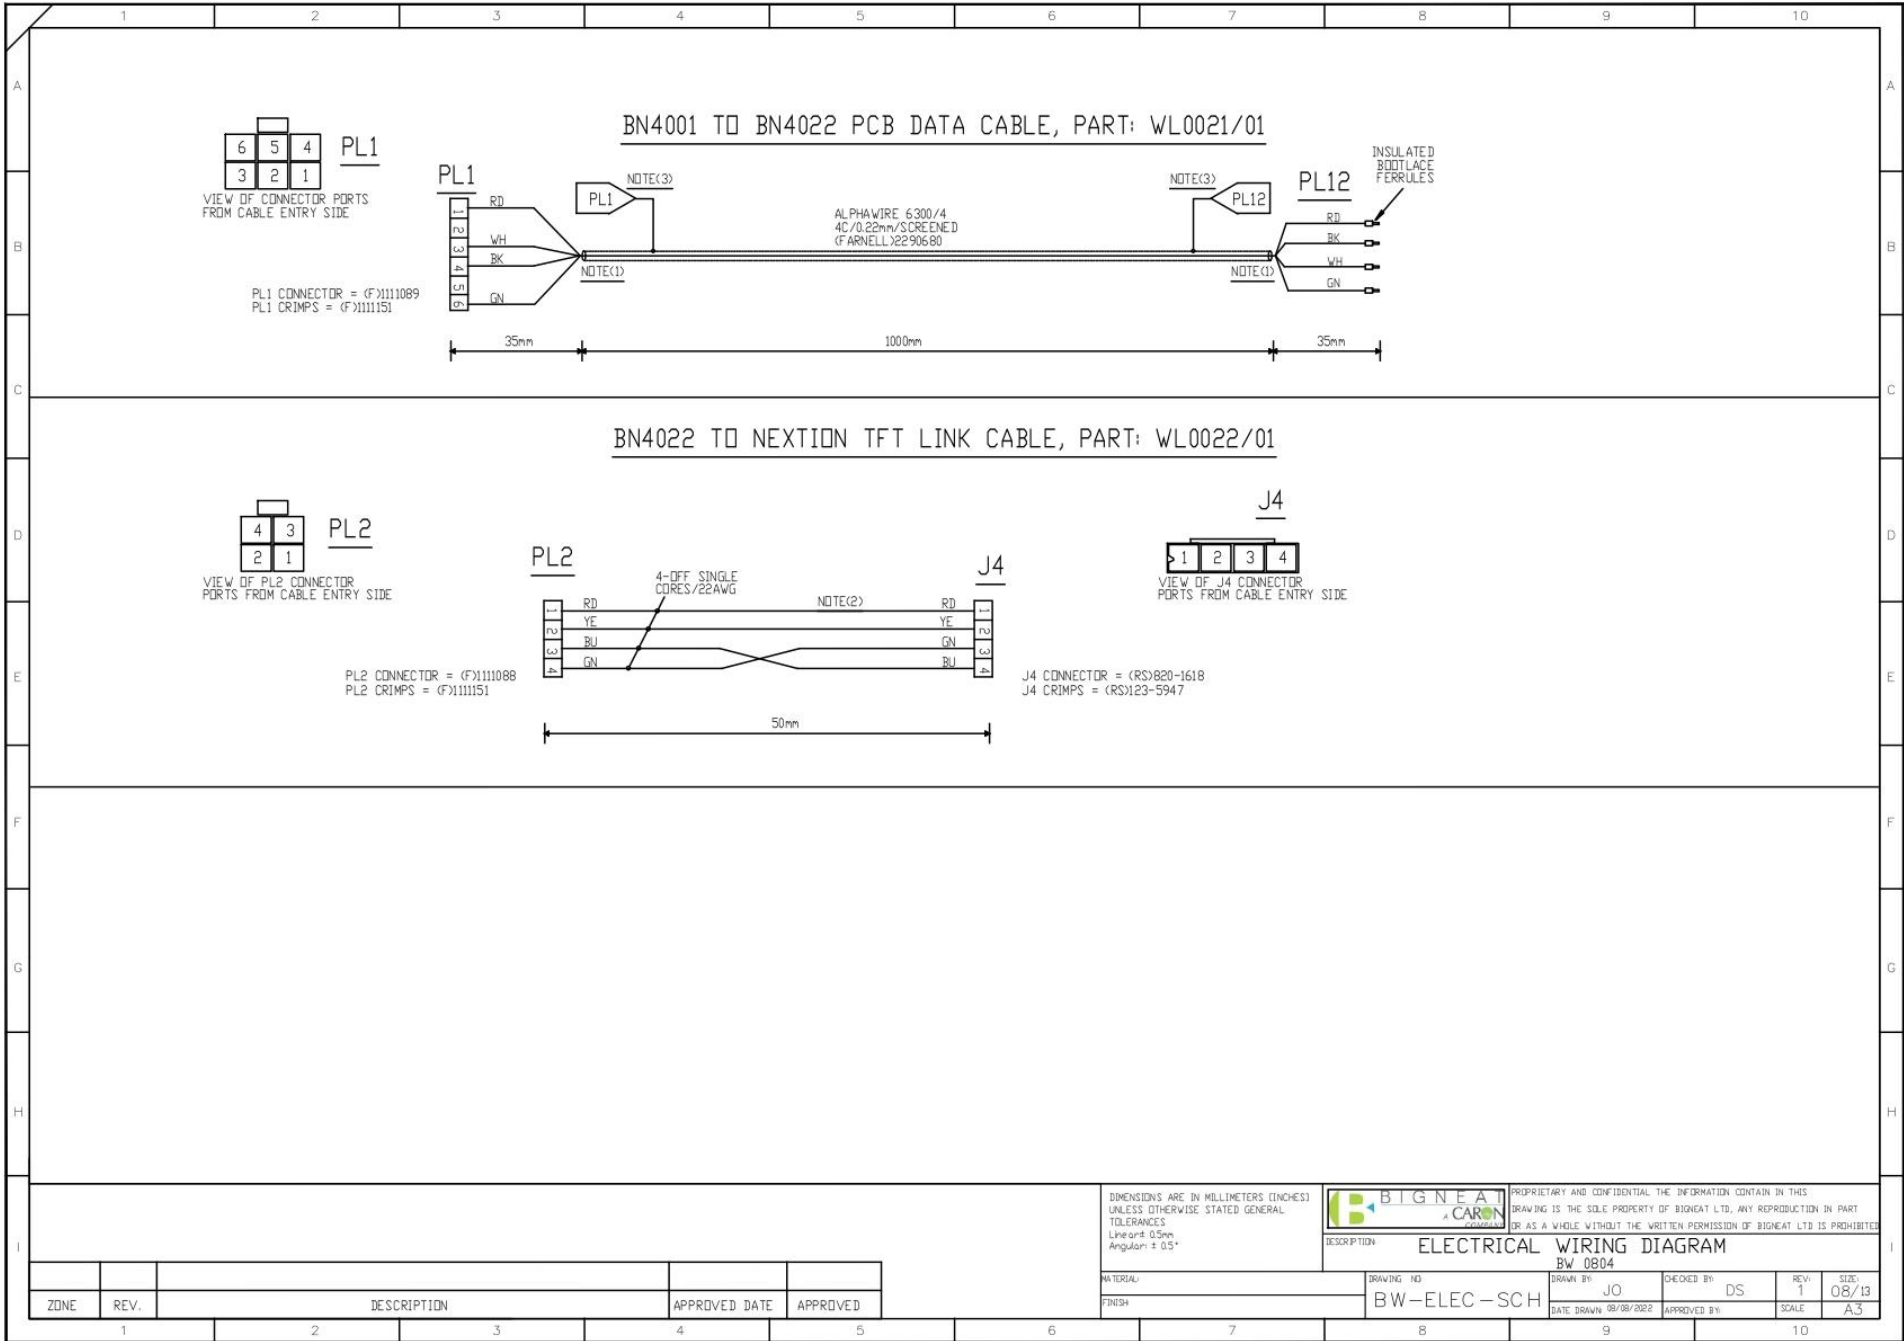 1 2 3 4 5 6 7 8 9 10
A A
BN4001 TO BN4022 PCB DATA CABLE, PART: WL0021/01
6 5 4
3 2 1
PL1
VIEW OF CONNECTOR PORTS
FROM CABLE ENTRY SIDE
PL1
1
2
3
4
5
6
RD
WH
BK
GN
PL1 CONNECTOR = (F)1111089
PL1 CRIMPS = (F)1111151
NOTE(3)
PL1
NOTE(1)
ALPHAWIRE 6300/4
4C/0.22mm/SCREENED
(FARNELL)2290680
NOTE(3)
PL12
NOTE(1)
PL12
INSULATED
BOOTLACE
FERRULES
RD
BK
WH
GN
B B
35mm 1000mm 35mm
C C
BN4022 TO NEXTION TFT LINK CABLE, PART: WL0022/01
4 3
2 1
PL2
VIEW OF PL2 CONNECTOR
PORTS FROM CABLE ENTRY SIDE
D D
PL2
1
2
3
4
RD
YE
BU
GN
4-OFF SINGLE
CORES/22AWG
NOTE(2)
RD
YE
GN
BU
J4
1
2
3
4
J4
1 2 3 4
VIEW OF J4 CONNECTOR
PORTS FROM CABLE ENTRY SIDE
PL2 CONNECTOR = (F)1111088
PL2 CRIMPS = (F)1111151
J4 CONNECTOR = (RS)820-1618
J4 CRIMPS = (RS)123-5947
E E
50mm
F F
G G
H H
I I
DIMENSIONS ARE IN MILLIMETERS [INCHES]
UNLESS OTHERWISE STATED GENERAL
TOLERANCES
Linear± 0.5mm
Angular: ± 0.5°
BIGNEAT
A CARON
COMPANY
PROPRIETARY AND CONFIDENTIAL THE INFORMATION CONTAIN IN THIS
DRAWING IS THE SOLE PROPERTY OF BIGNEAT LTD, ANY REPRODUCTION IN PART
OR AS A WHOLE WITHOUT THE WRITTEN PERMISSION OF BIGNEAT LTD IS PROHIBITED
DESCRIPTION:
ELECTRICAL WIRING DIAGRAM
BW 0804
MATERIAL:
FINISH:
DRAWING NO
BW-ELEC-SCH
DRAWN BY: JO
DATE DRAWN: 08/08/2022
CHECKED BY: DS
APPROVED BY:
REV: 1
SCALE
SIZE:
08/13
A3
ZONE REV. DESCRIPTION APPROVED DATE APPROVED
1 2 3 4 5 6 7 8 9 10